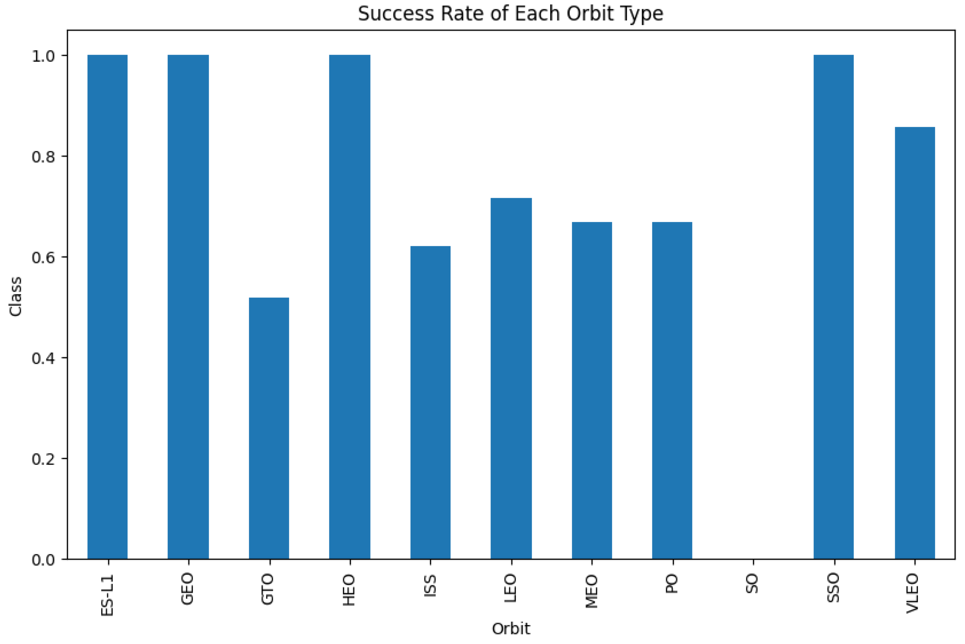 Success Rate of Each Orbit Type
1.0
0.8
0.6
0.4
0.2
0.0
Class
ES-L1
GEO
GTO
HEO
ISS
LEO
MEO
PO
SO
SSO
VLEO
Orbit